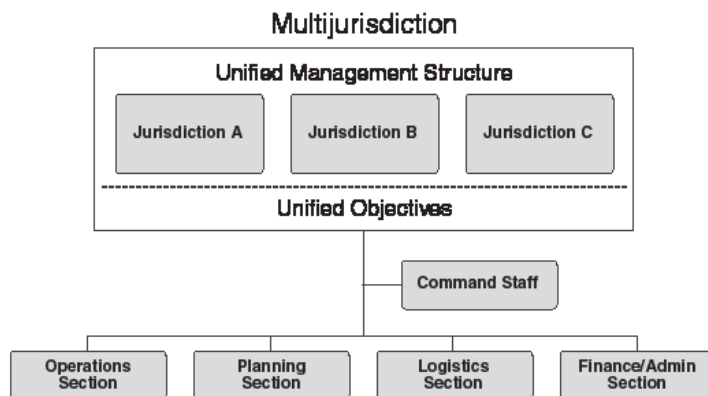 Multijurisdiction
Unified Management Structure
Jurisdiction A
Jurisdiction B
Jurisdiction C
Unified Objectives
Command Staff
Operations
Section
Planning
Section
Logistics
Section
Finance/Admin
Section